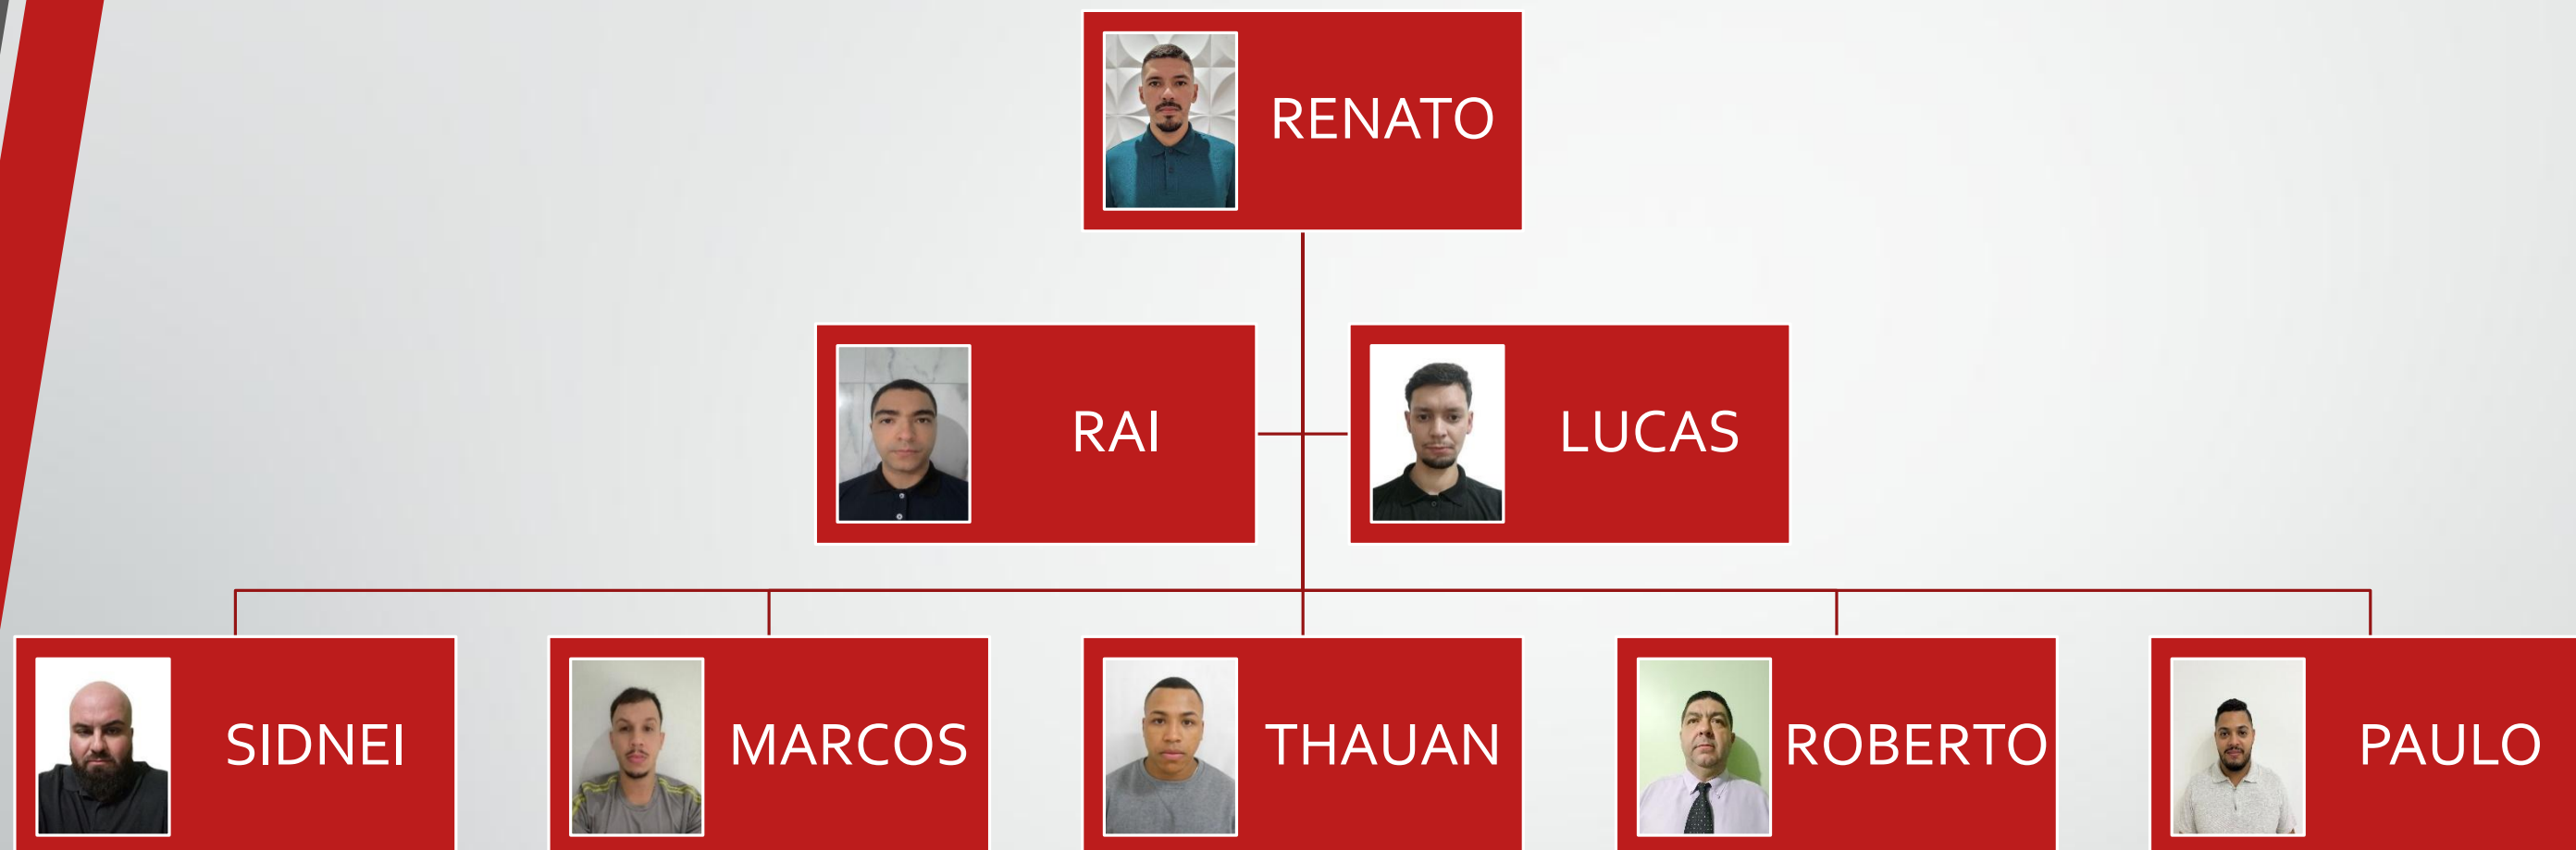 RENATO
RAI
LUCAS
SIDNEI
MARCOS
THAUAN
ROBERTO
PAULO